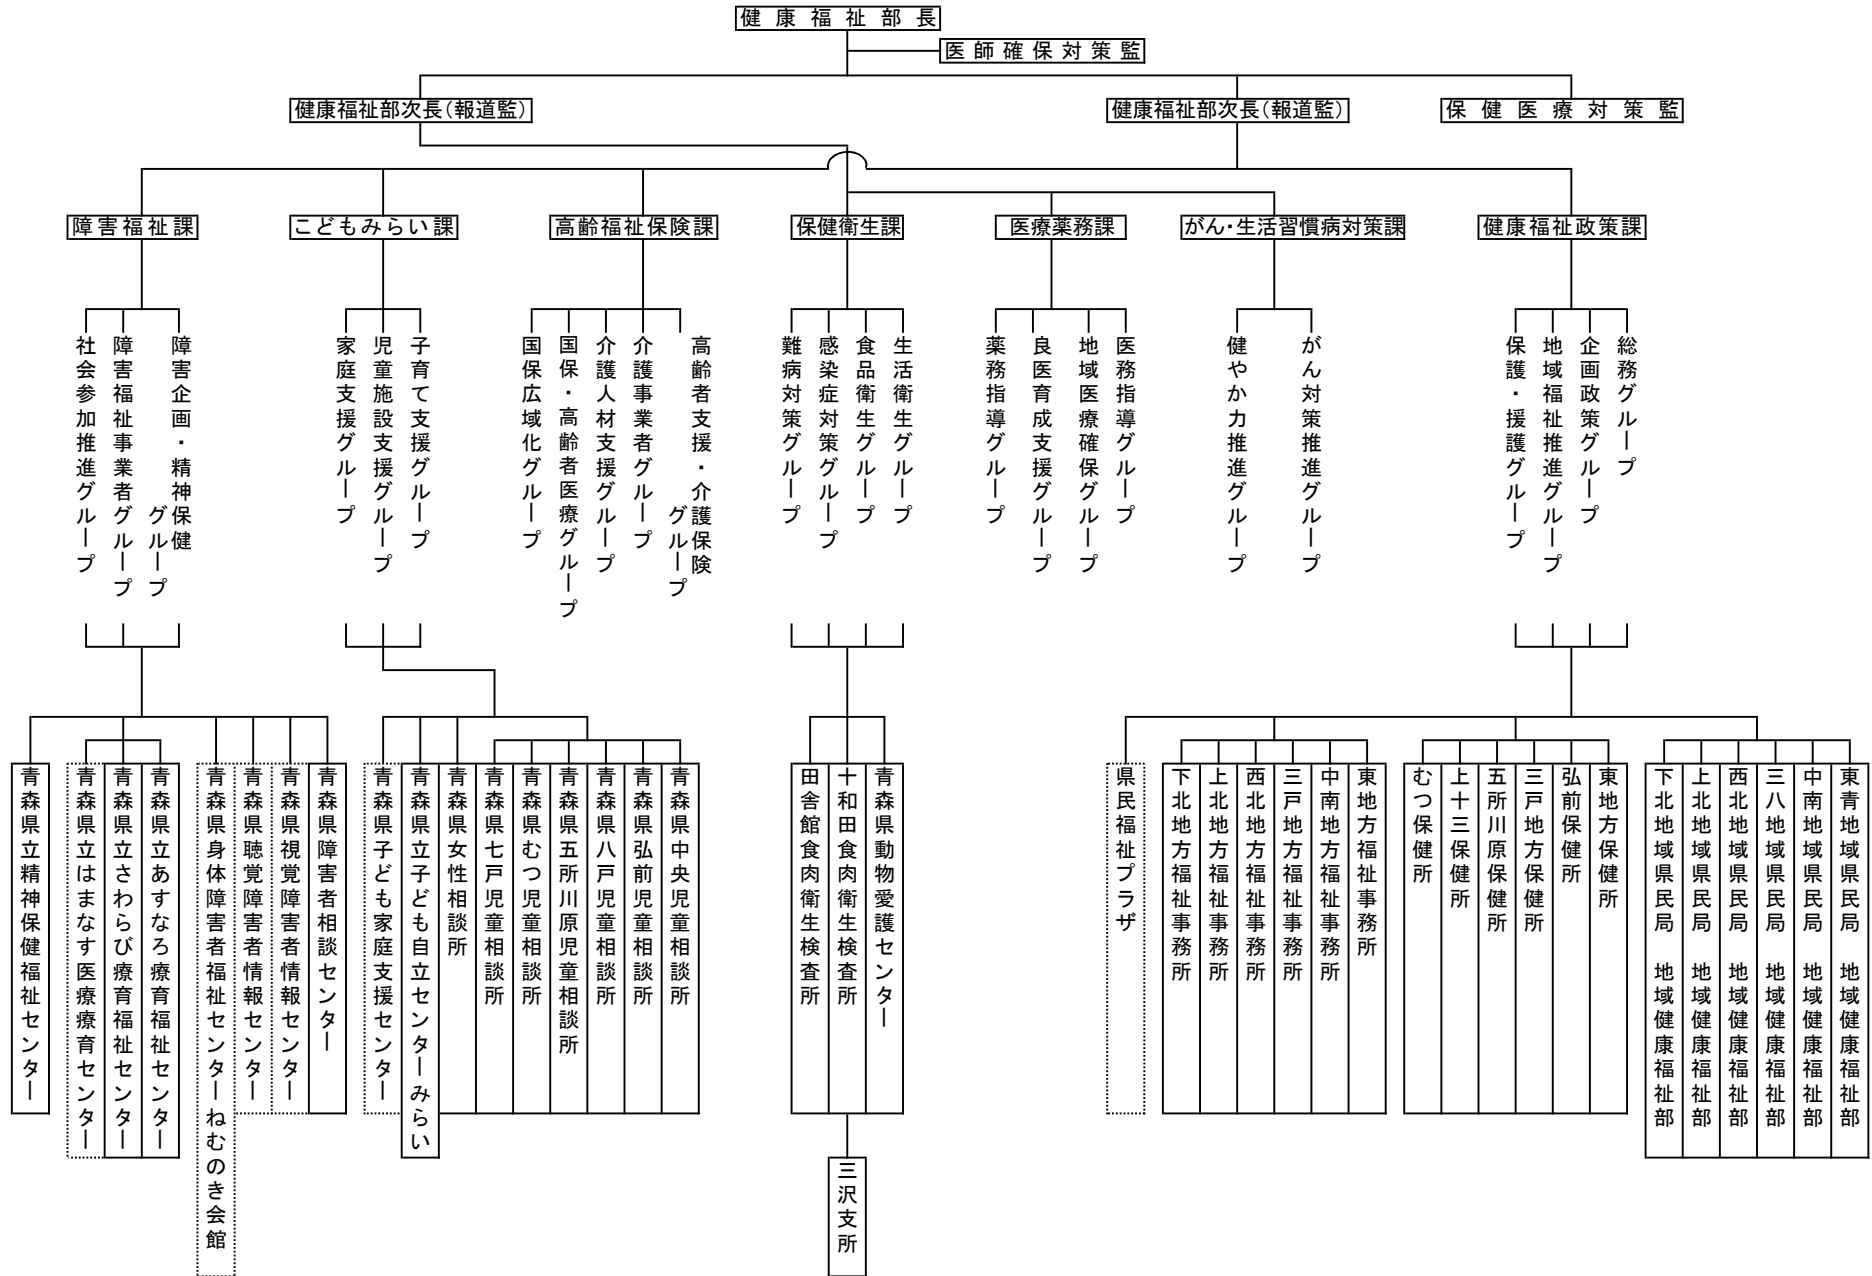 健康福祉部長
医師確保対策監
健康福祉部次長(報道監)
健康福祉部次長(報道監)
保健医療対策監
障害福祉課
こどもみらい課
高齢福祉保険課
保健衛生課
医療薬務課
がん・生活習慣病対策課
健康福祉政策課
社会参加推進グループ
障害福祉事業者グループ
障害企画・精神保健
グループ
家庭支援グループ
児童施設支援グループ
子育て支援グループ
国保広域化グループ
国保・高齢者医療グループ
介護人材支援グループ
介護事業者グループ
高齢者支援・介護保険
グループ
難病対策グループ
感染症対策グループ
食品衛生グループ
生活衛生グループ
薬務指導グループ
良医育成支援グループ
地域医療確保グループ
医務指導グループ
健やか力推進グループ
がん対策推進グループ
保護・援護グループ
地域福祉推進グループ
企画政策グループ
総務グループ
青森県立精神保健福祉センター
青森県立はまなす医療療育センター
青森県立さわらび療育福祉センター
青森県立あすなろ療育福祉センター
青森県身体障害者福祉センターねむのき会館
青森県聴覚障害者情報センター
青森県視覚障害者情報センター
青森県障害者相談センター
青森県子ども家庭支援センター
青森県立子ども自立センターみらい
青森県女性相談所
青森県七戸児童相談所
青森県むつ児童相談所
青森県五所川原児童相談所
青森県八戸児童相談所
青森県弘前児童相談所
青森県中央児童相談所
田舎館食肉衛生検査所
十和田食肉衛生検査所
青森県動物愛護センター
三沢支所
県民福祉プラザ
下北地方福祉事務所
上北地方福祉事務所
西北地方福祉事務所
三戸地方福祉事務所
中南地方福祉事務所
東地方福祉事務所
むつ保健所
上十三保健所
五所川原保健所
三戸地方保健所
弘前保健所
東地方保健所
下北地域県民局 地域健康福祉部
上北地域県民局 地域健康福祉部
西北地域県民局 地域健康福祉部
三八地域県民局 地域健康福祉部
中南地域県民局 地域健康福祉部
東青地域県民局 地域健康福祉部